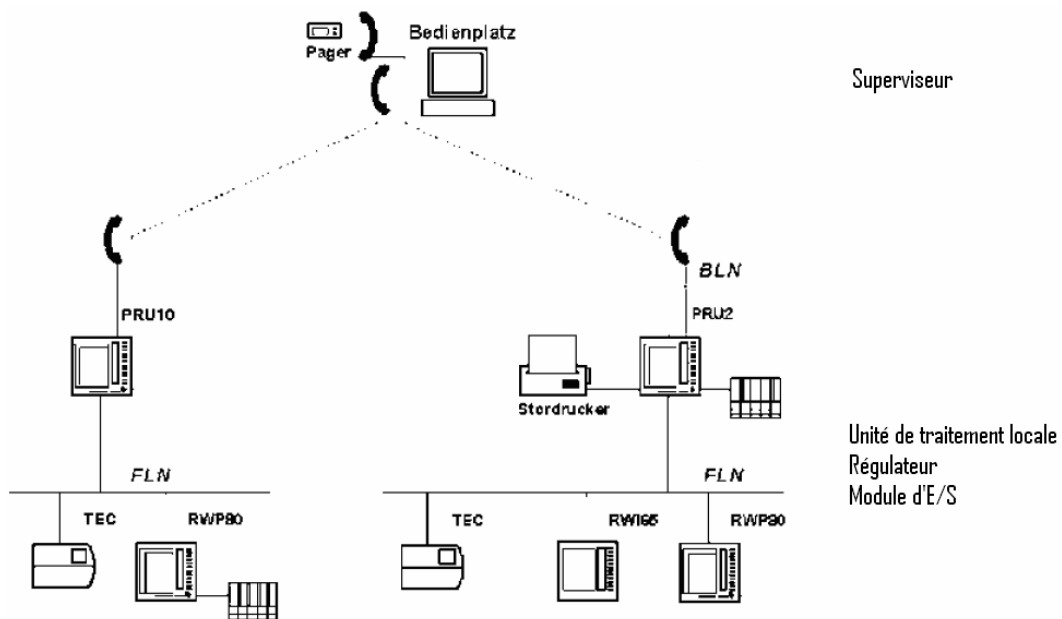 Bedienplatz
Pager
Superviseur
BLN
PRU10
PRU2
Stordrucker
Unité de traitement locale
Régulateur
Module d'E/S
FLN
FLN
TEC
RWP80
TEC
RWI65
RWP80